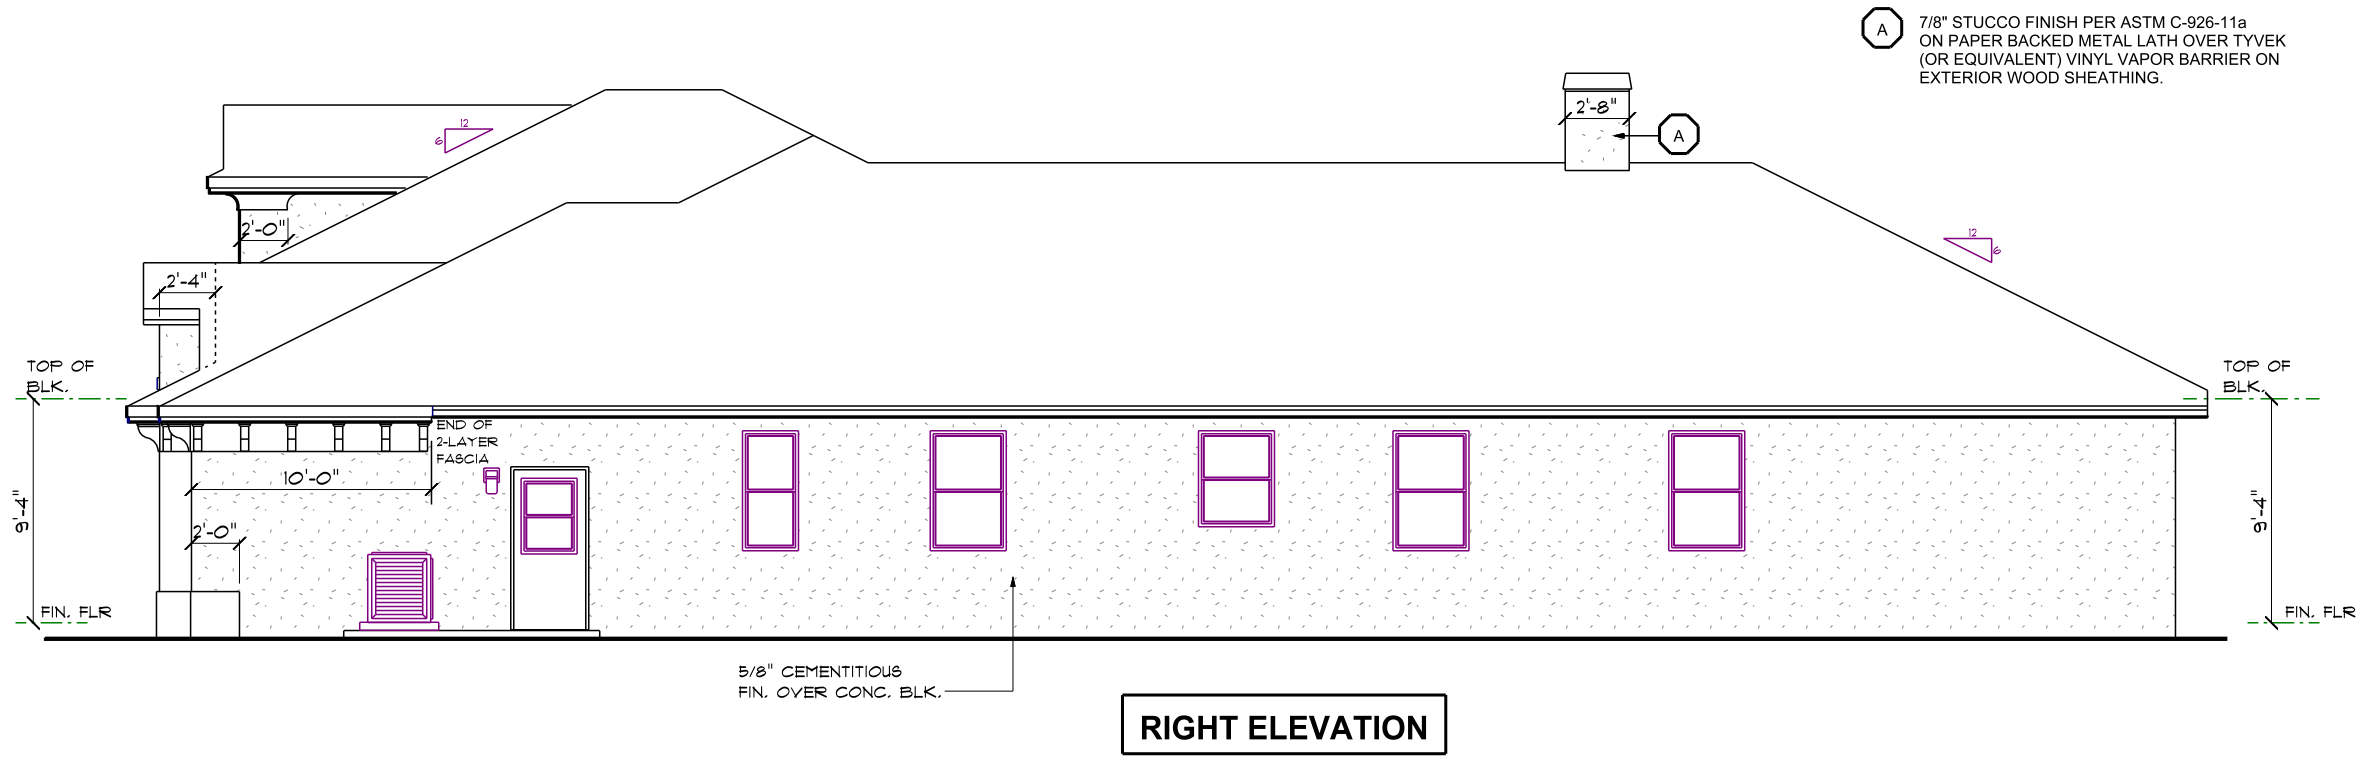 A
7/8" STUCCO FINISH PER ASTM C-926-11a
ON PAPER BACKED METAL LATH OVER TYVEK
(OR EQUIVALENT) VINYL VAPOR BARRIER ON
EXTERIOR WOOD SHEATHING.
2'-8"
A
12
6
2'-0"
12
6
2'-4"
TOP OF
BLK.
TOP OF
BLK.
END OF
2-LAYER
FASCIA
10'-0"
9'-4"
9'-4"
2'-0"
FIN. FLR
FIN. FLR
5/8" CEMENTITIOUS
FIN. OVER CONC. BLK.
RIGHT ELEVATION